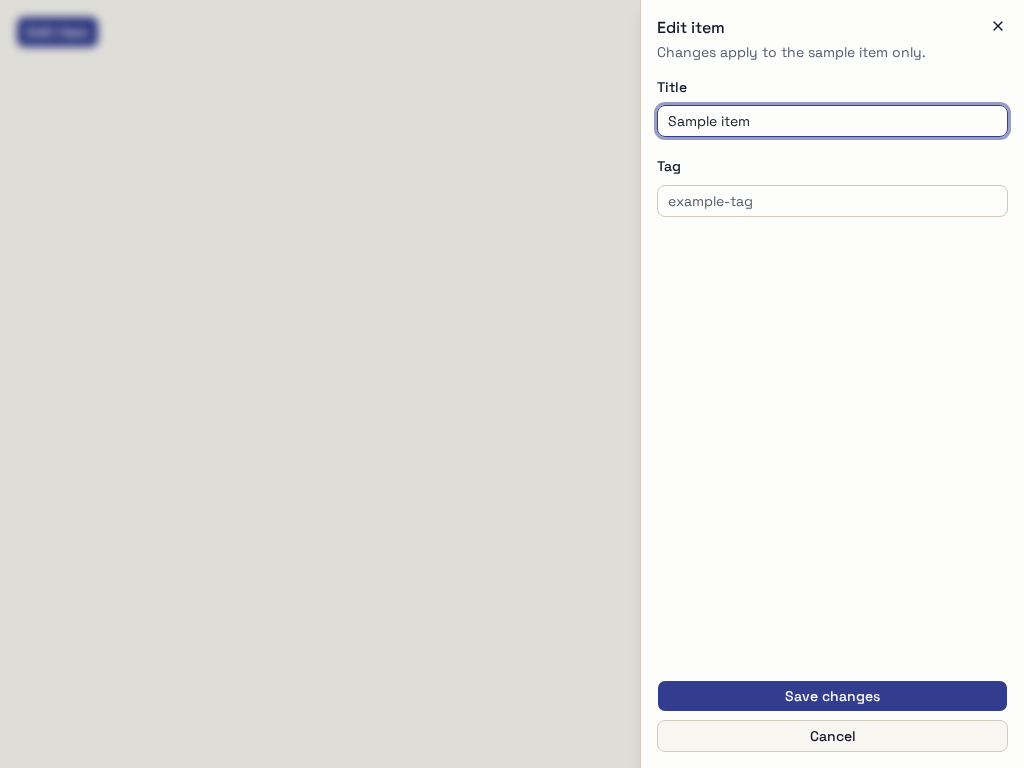 Edit item
Changes apply to the sample item only.
Title
Sample item
Tag
example-tag
Save changes
Cancel